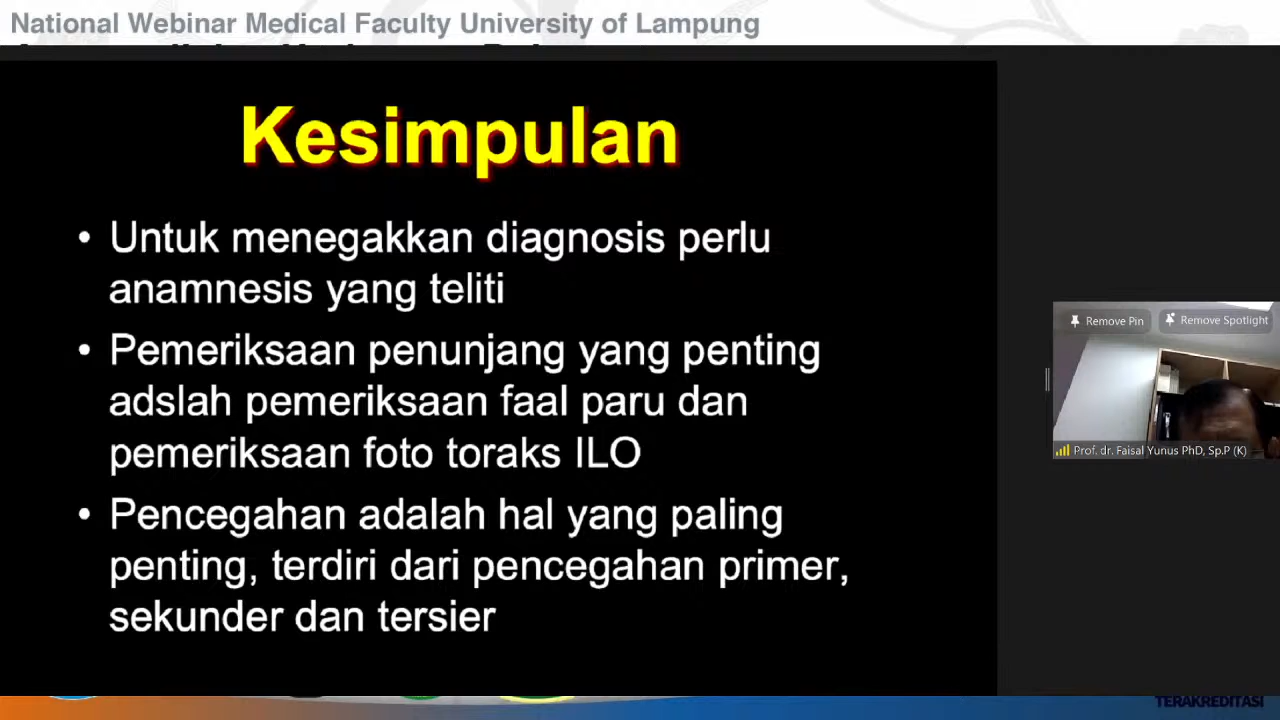 National Webinar Medical Faculty University of Lampung
Kesimpulan
• Untuk menegakkan diagnosis perlu
anamnesis yang teliti
• Pemeriksaan penunjang yang penting
adslah pemeriksaan faal paru dan
pemeriksaan foto toraks ILO
• Pencegahan adalah hal yang paling
penting, terdiri dari pencegahan primer,
sekunder dan tersier
Remove Pin
Remove Spotlight
Prof. dr. Faisal Yunus PhD, Sp.P (K)
TERAKREDITASI